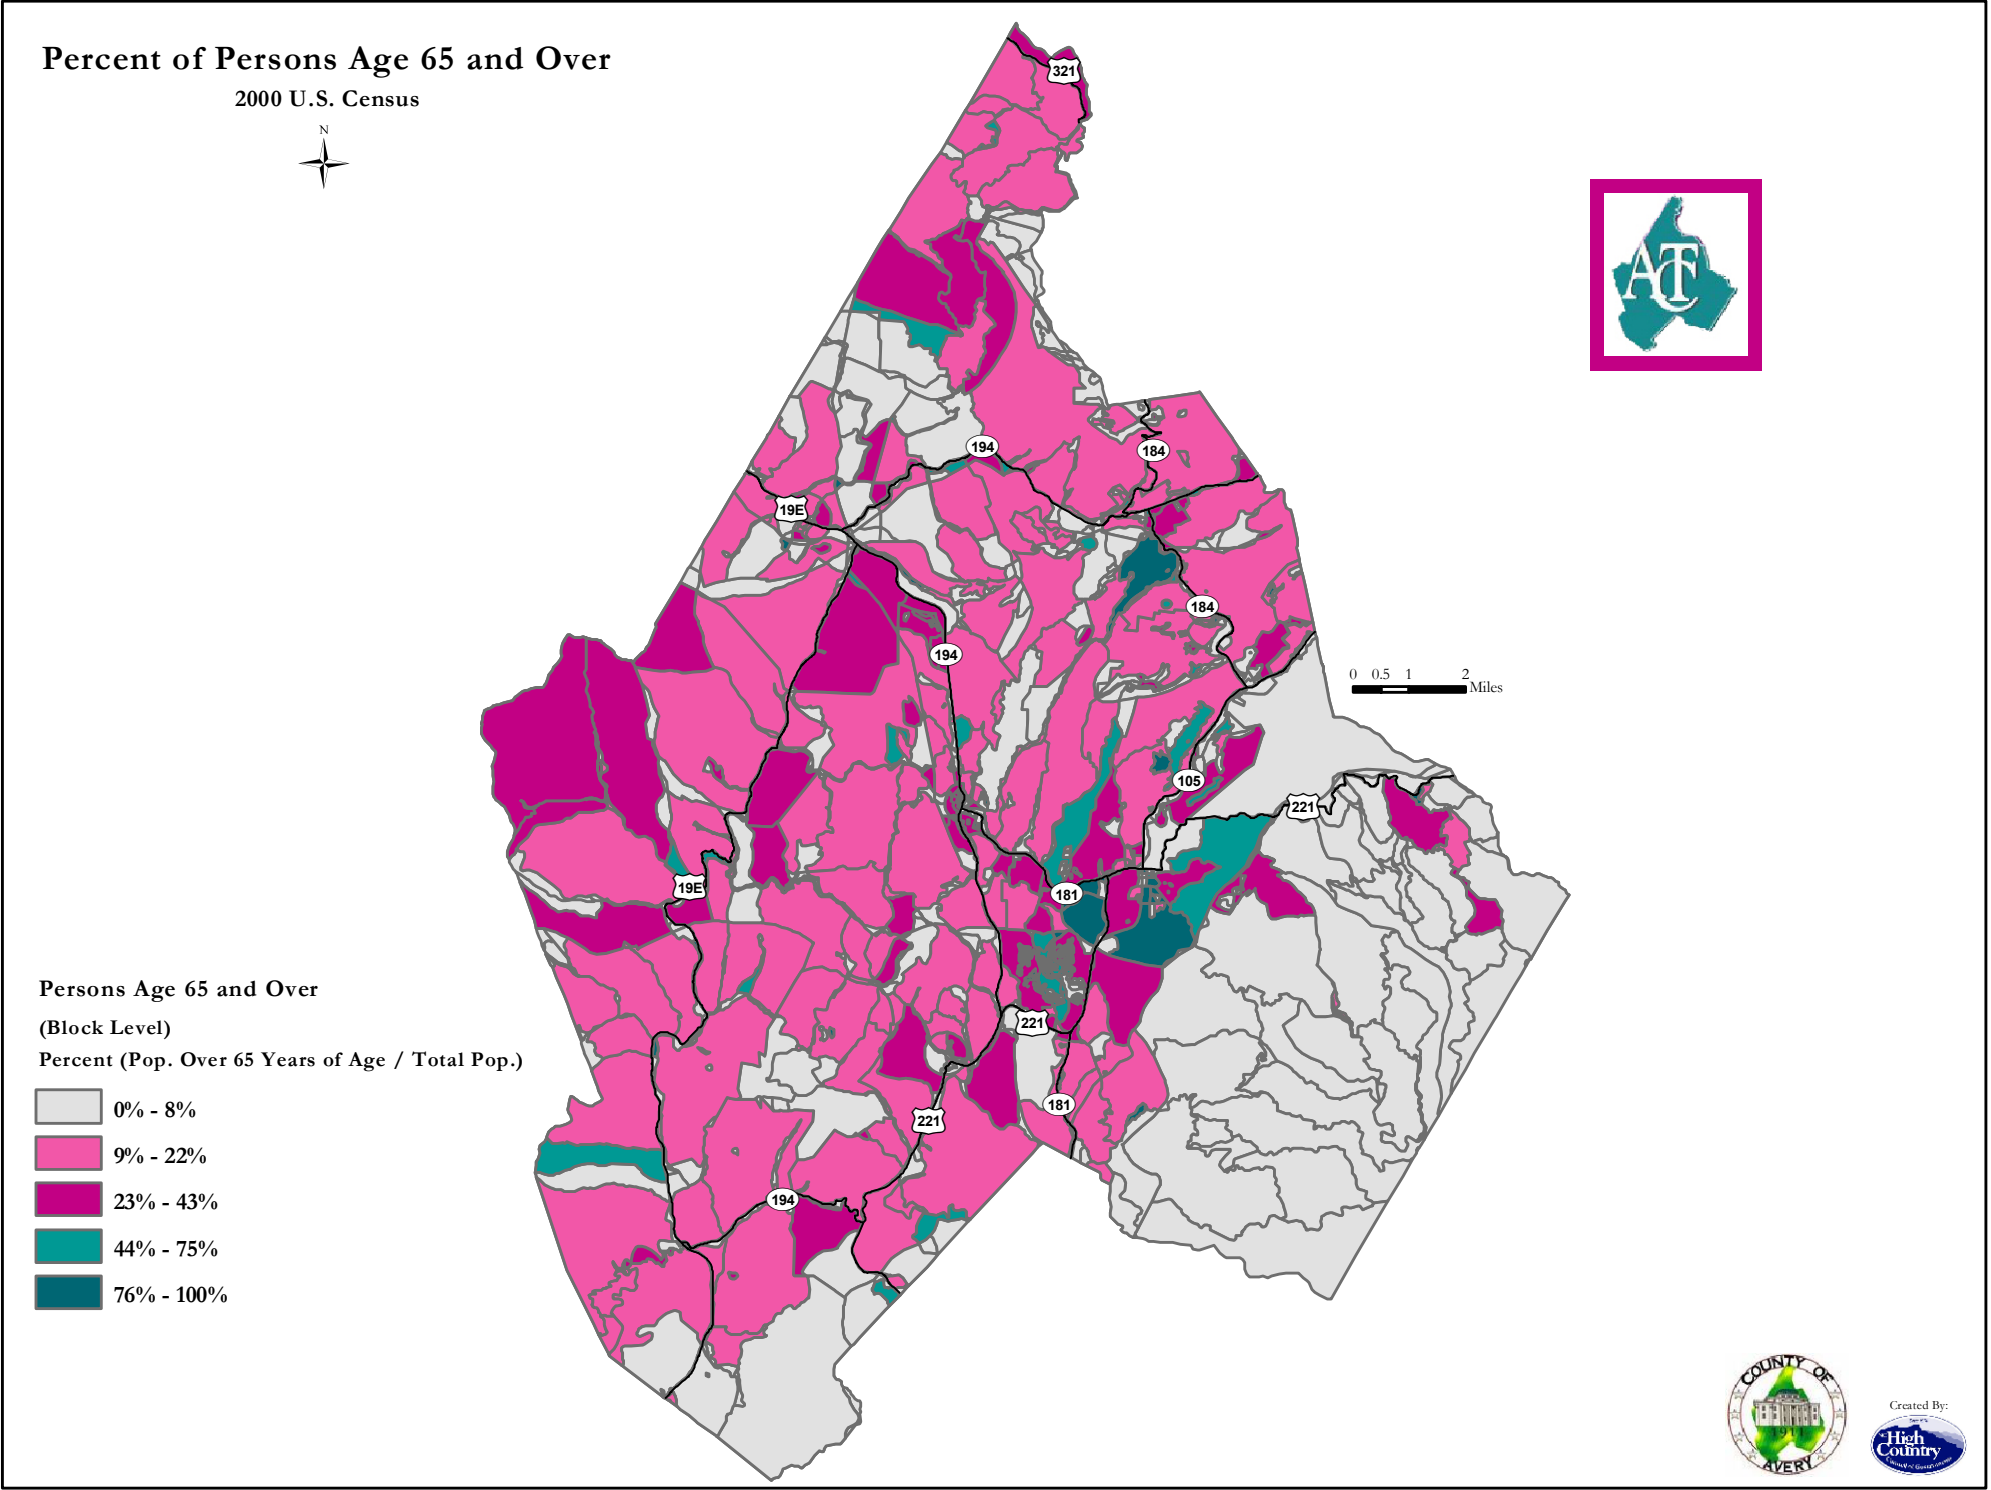 Percent of Persons Age 65 and Over
2000 U.S. Census
N
321
194
184
19E
184
194
0 0.5 1 2
Miles
105
221
19E
181
221
181
221
194
ACT
Persons Age 65 and Over
(Block Level)
Percent (Pop. Over 65 Years of Age / Total Pop.)
0% - 8%
9% - 22%
23% - 43%
44% - 75%
76% - 100%
COUNTY OF
1911
AVERY
Created By:
High
Country